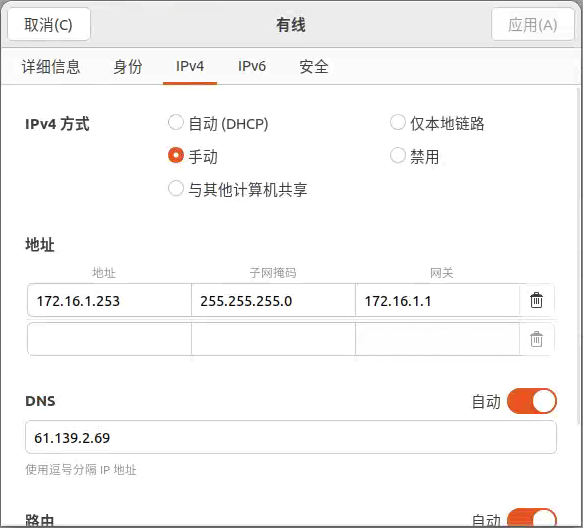 取消(C) 有线 应用(A)
详细信息 身份 IPv4 IPv6 安全
IPv4 方式 自动 (DHCP) 仅本地链路
手动 禁用
与其他计算机共享
地址
地址 子网掩码 网关
172.16.1.253 255.255.255.0 172.16.1.1
DNS 自动
61.139.2.69
使用逗号分隔 IP 地址
路由 自动